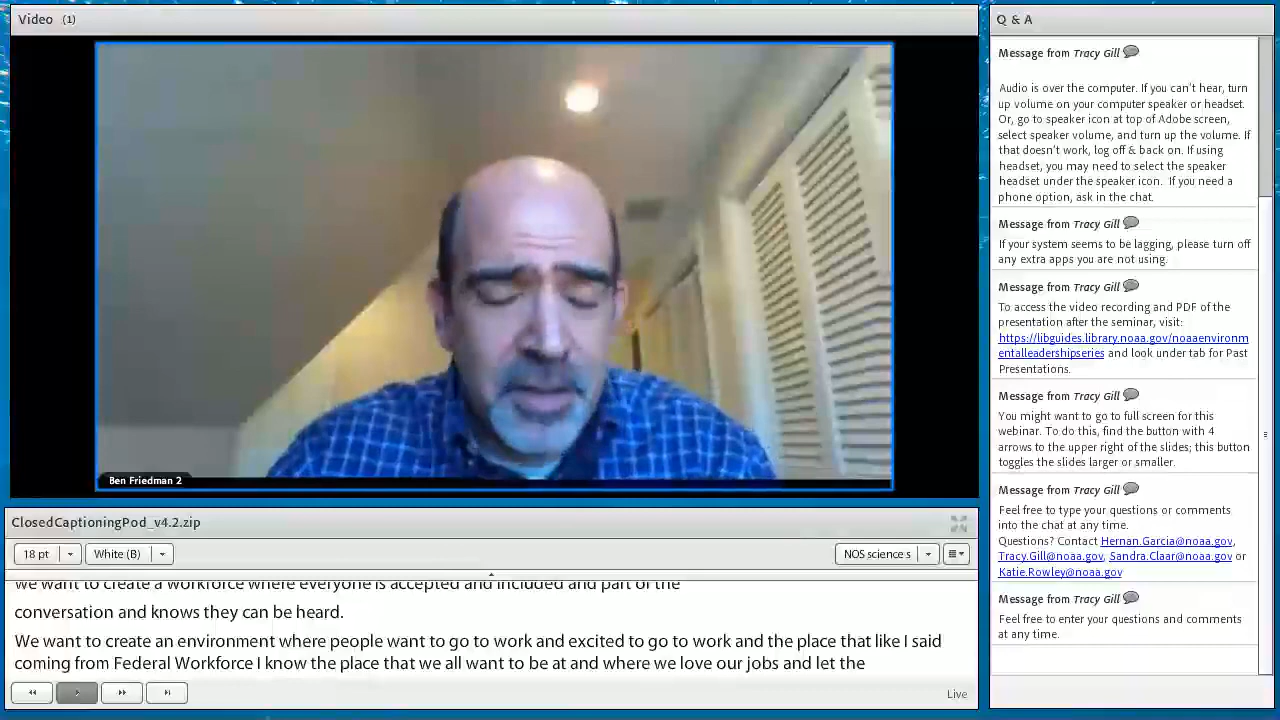 Video (1)
Ben Friedman 2
ClosedCaptioningPod_v4.2.zip
18 pt
White (B)
NOS science s
we want to create a workforce where everyone is accepted and included and part of the
conversation and knows they can be heard.
We want to create an environment where people want to go to work and excited to go to work and the place that like I said
coming from Federal Workforce I know the place that we all want to be at and where we love our jobs and let the
Live
Q & A
Message from Tracy Gill
Audio is over the computer. If you can't hear, turn
up volume on your computer speaker or headset.
Or, go to speaker icon at top of Adobe screen,
select speaker volume, and turn up the volume. If
that doesn't work, log off & back on. If using
headset, you may need to select the speaker
headset under the speaker icon. If you need a
phone option, ask in the chat.
Message from Tracy Gill
If your system seems to be lagging, please turn off
any extra apps you are not using.
Message from Tracy Gill
To access the video recording and PDF of the
presentation after the seminar, visit:
https://libguides.library.noaa.gov/noaaenvironm
entalleadershipseries and look under tab for Past
Presentations.
Message from Tracy Gill
You might want to go to full screen for this
webinar. To do this, find the button with 4
arrows to the upper right of the slides; this button
toggles the slides larger or smaller.
Message from Tracy Gill
Feel free to type your questions or comments
into the chat at any time.
Questions? Contact Hernan.Garcia@noaa.gov,
Tracy.Gill@noaa.gov, Sandra.Claar@noaa.gov or
Katie.Rowley@noaa.gov
Message from Tracy Gill
Feel free to enter your questions and comments
at any time.